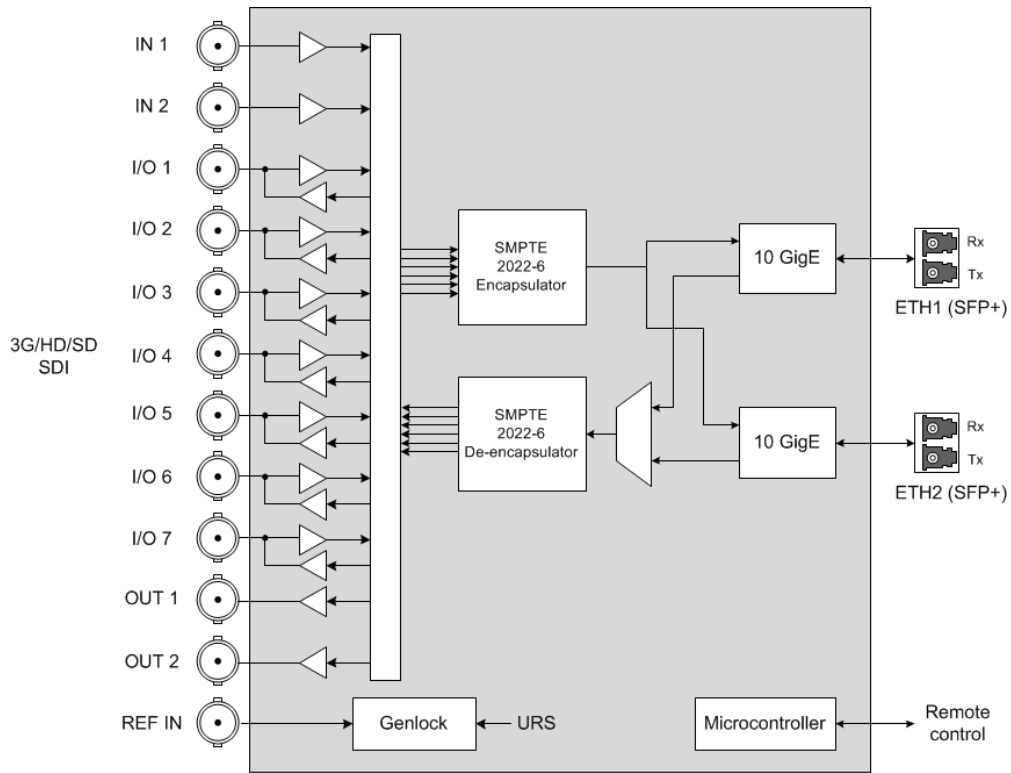 IN 1
IN 2
I/O 1
I/O 2
I/O 3
I/O 4
I/O 5
I/O 6
I/O 7
OUT 1
OUT 2
REF IN
3G/HD/SD
SDI
SMPTE
2022-6
Encapsulator
SMPTE
2022-6
De-encapsulator
10 GigE
10 GigE
Rx
Tx
ETH1 (SFP+)
Rx
Tx
ETH2 (SFP+)
Genlock
URS
Microcontroller
Remote
control